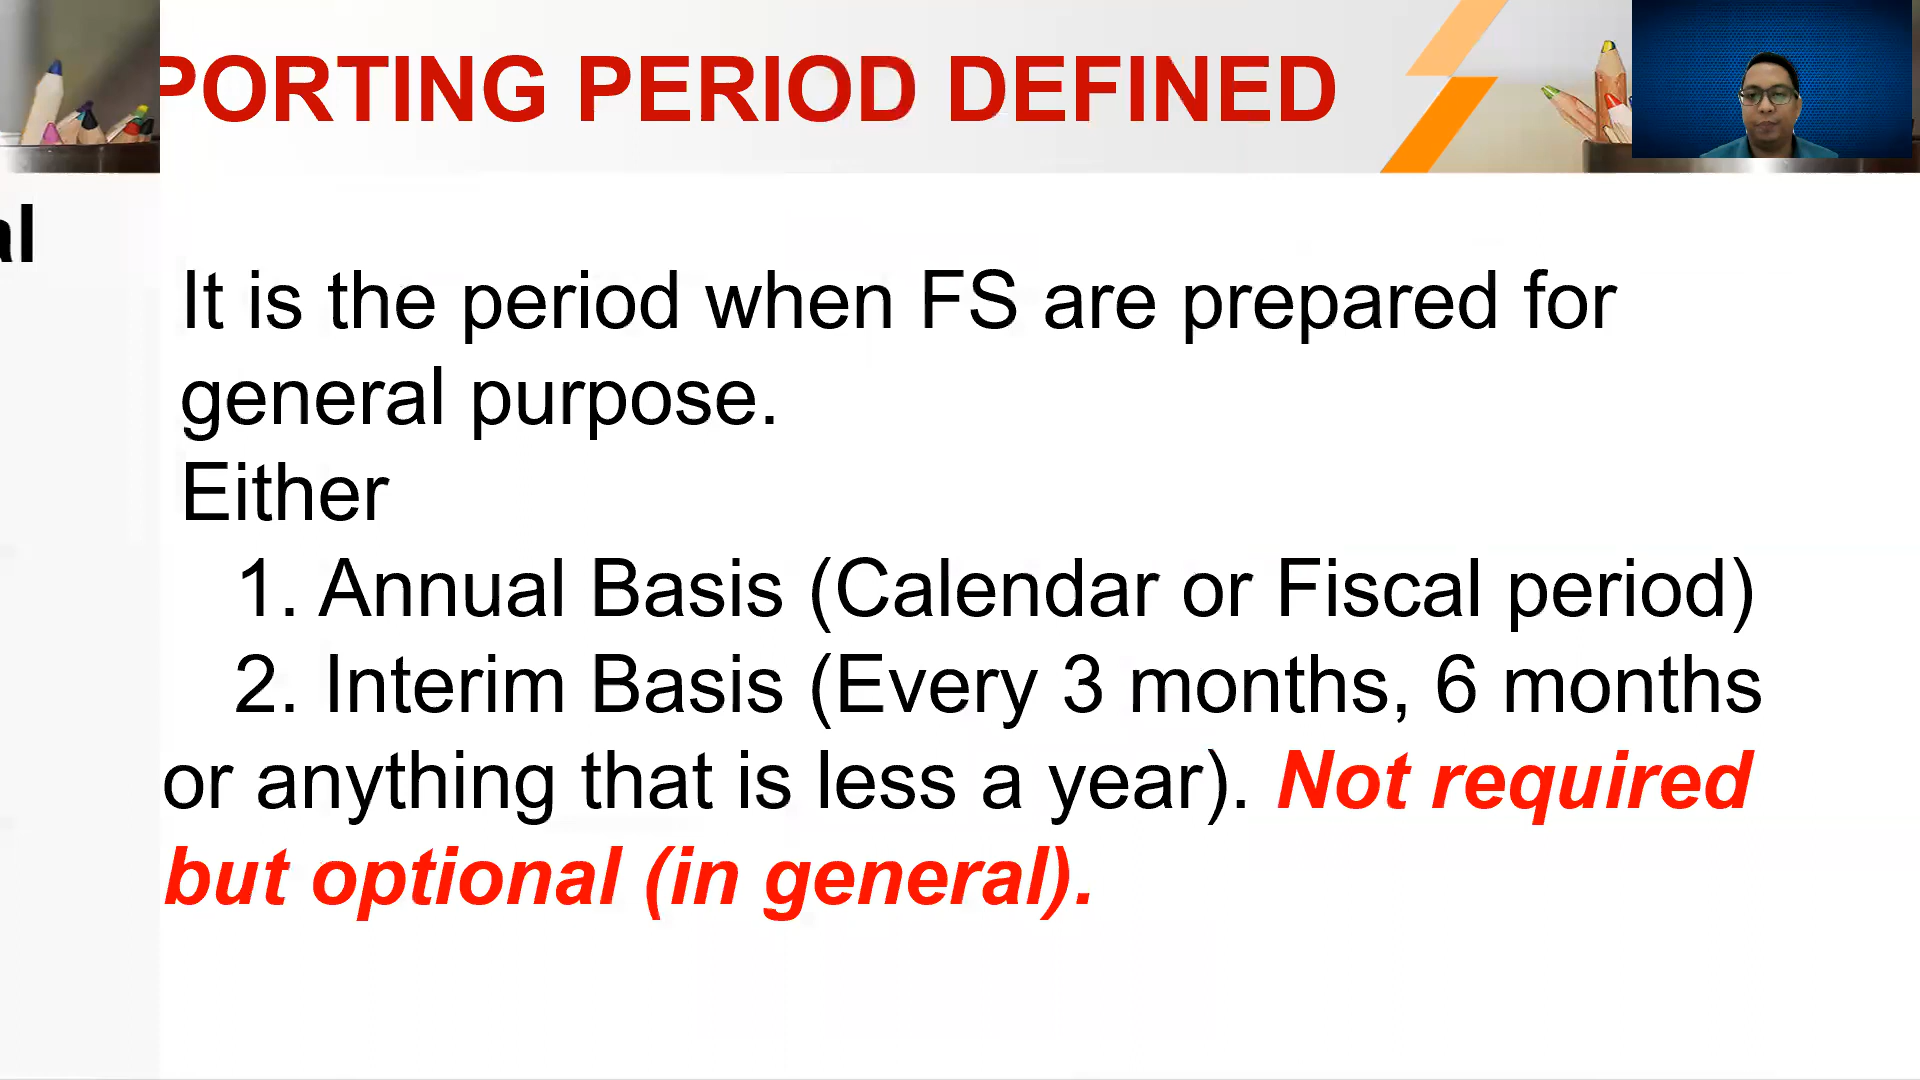 PORTING PERIOD DEFINED
al
It is the period when FS are prepared for
general purpose.
Either
1. Annual Basis (Calendar or Fiscal period)
2. Interim Basis (Every 3 months, 6 months
or anything that is less a year). Not required
but optional (in general).